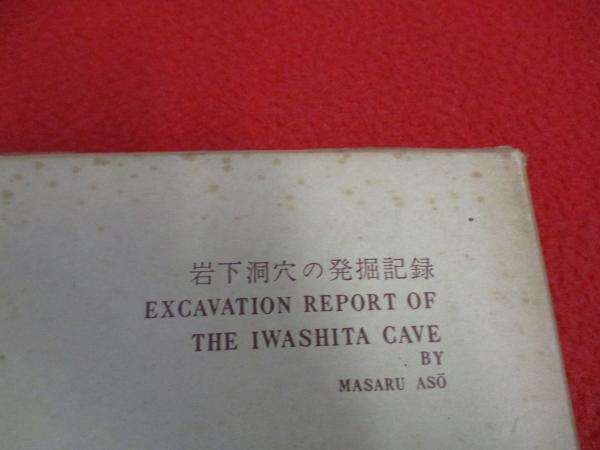 岩下洞穴の発掘記録
EXCAVATION REPORT OF
THE IWASHITA CAVE
BY
MASARU ASŌ